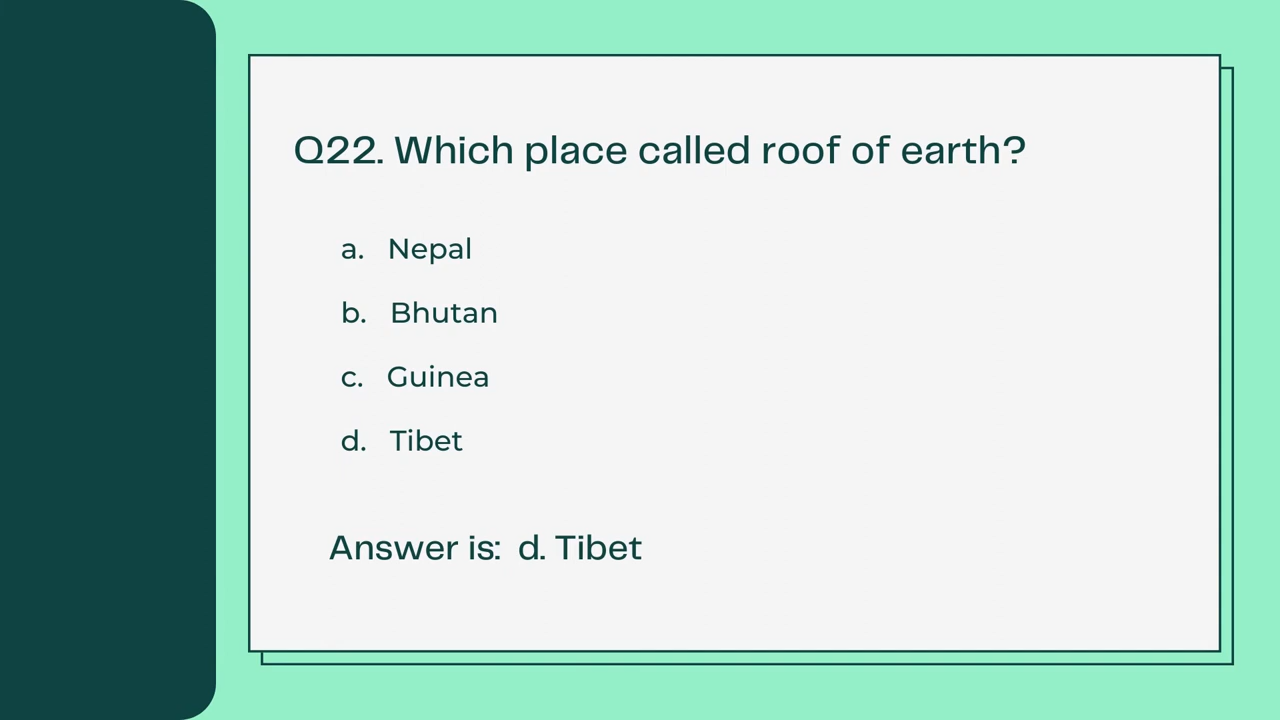 Q22. Which place called roof of earth?
a. Nepal
b. Bhutan
c. Guinea
d. Tibet
Answer is: d. Tibet